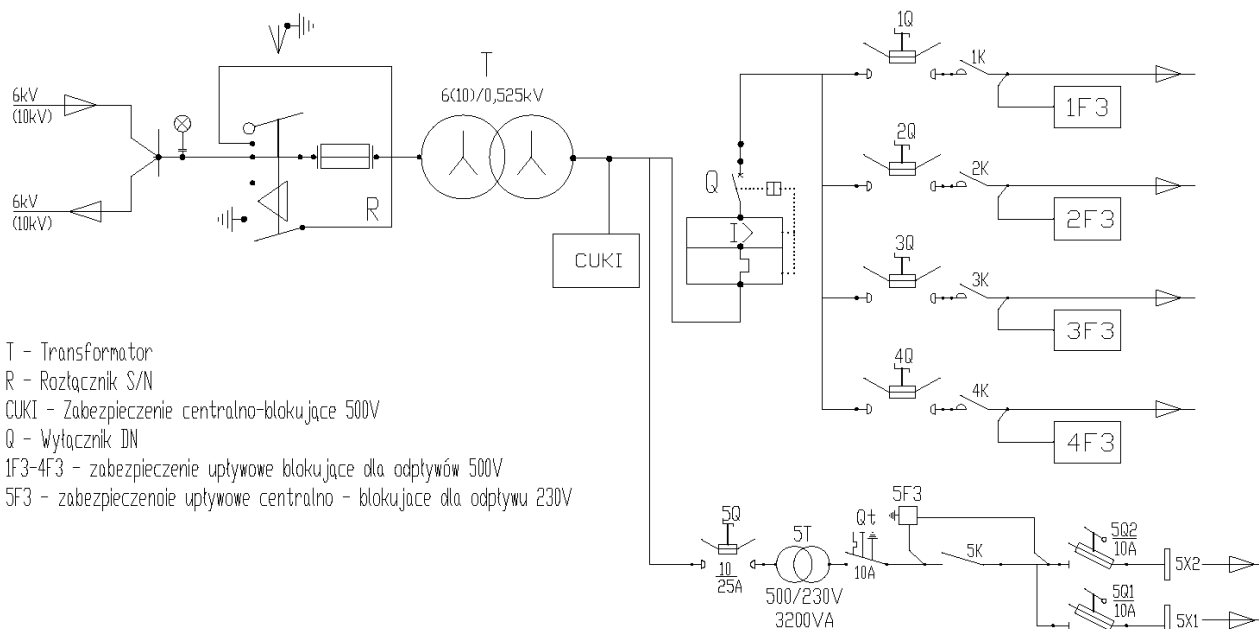 6kV
(10kV)
6kV
(10kV)
R
T
6(10)/0,525kV
CUKI
Q
I
1Q
1K
1F3
2Q
2K
2F3
3Q
3K
3F3
4Q
4K
4F3
T - Transformator
R - Rozłącznik S/N
CUKI - Zabezpieczenie centralno-blokujące 500V
Q - Wyłącznik DN
1F3-4F3 - zabezpieczenie upływowe blokujące dla odpływów 500V
5F3 - zabezpieczenoie upływowe centralno - blokujace dla odpływu 230V
5Q
10
25A
5T
500/230V
3200VA
Qt
10A
5F3
5K
5Q2
10A
5X2
5Q1
10A
5X1